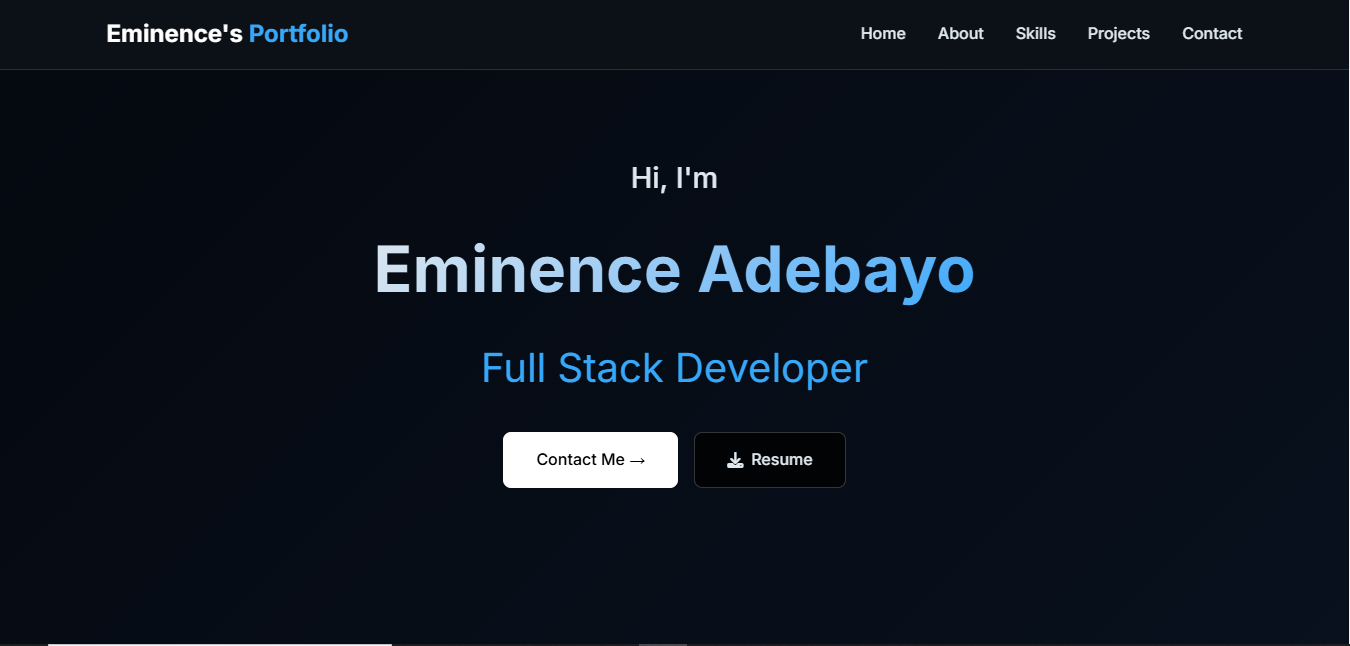 Eminence's Portfolio
Home About Skills Projects Contact
Hi, I'm
Eminence Adebayo
Full Stack Developer
Contact Me →
Resume